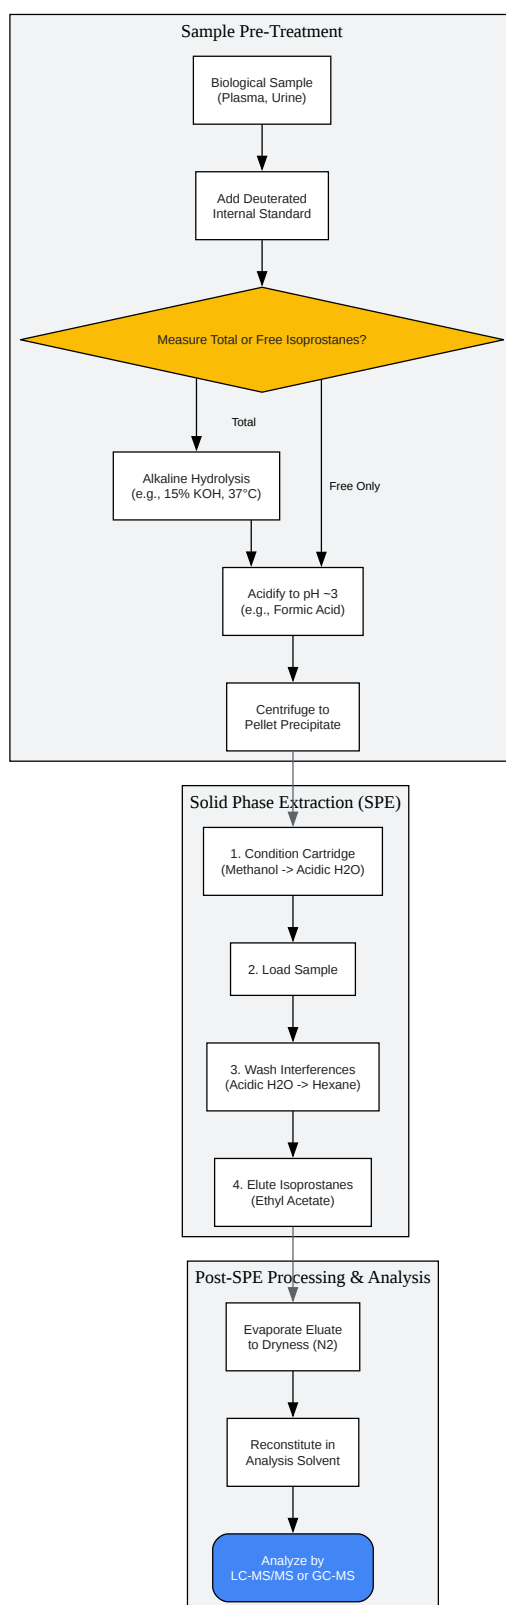 Sample Pre-Treatment
Biological Sample
(Plasma, Urine)
Add Deuterated
Internal Standard
Measure Total or Free Isoprostanes?
Total
Alkaline Hydrolysis
(e.g., 15% KOH, 37°C)
Free Only
Acidify to pH ~3
(e.g., Formic Acid)
Centrifuge to
Pellet Precipitate
Solid Phase Extraction (SPE)
1. Condition Cartridge
(Methanol -> Acidic H2O)
2. Load Sample
3. Wash Interferences
(Acidic H2O -> Hexane)
4. Elute Isoprostanes
(Ethyl Acetate)
Post-SPE Processing & Analysis
Evaporate Eluate
to Dryness (N2)
Reconstitute in
Analysis Solvent
Analyze by
LC-MS/MS or GC-MS